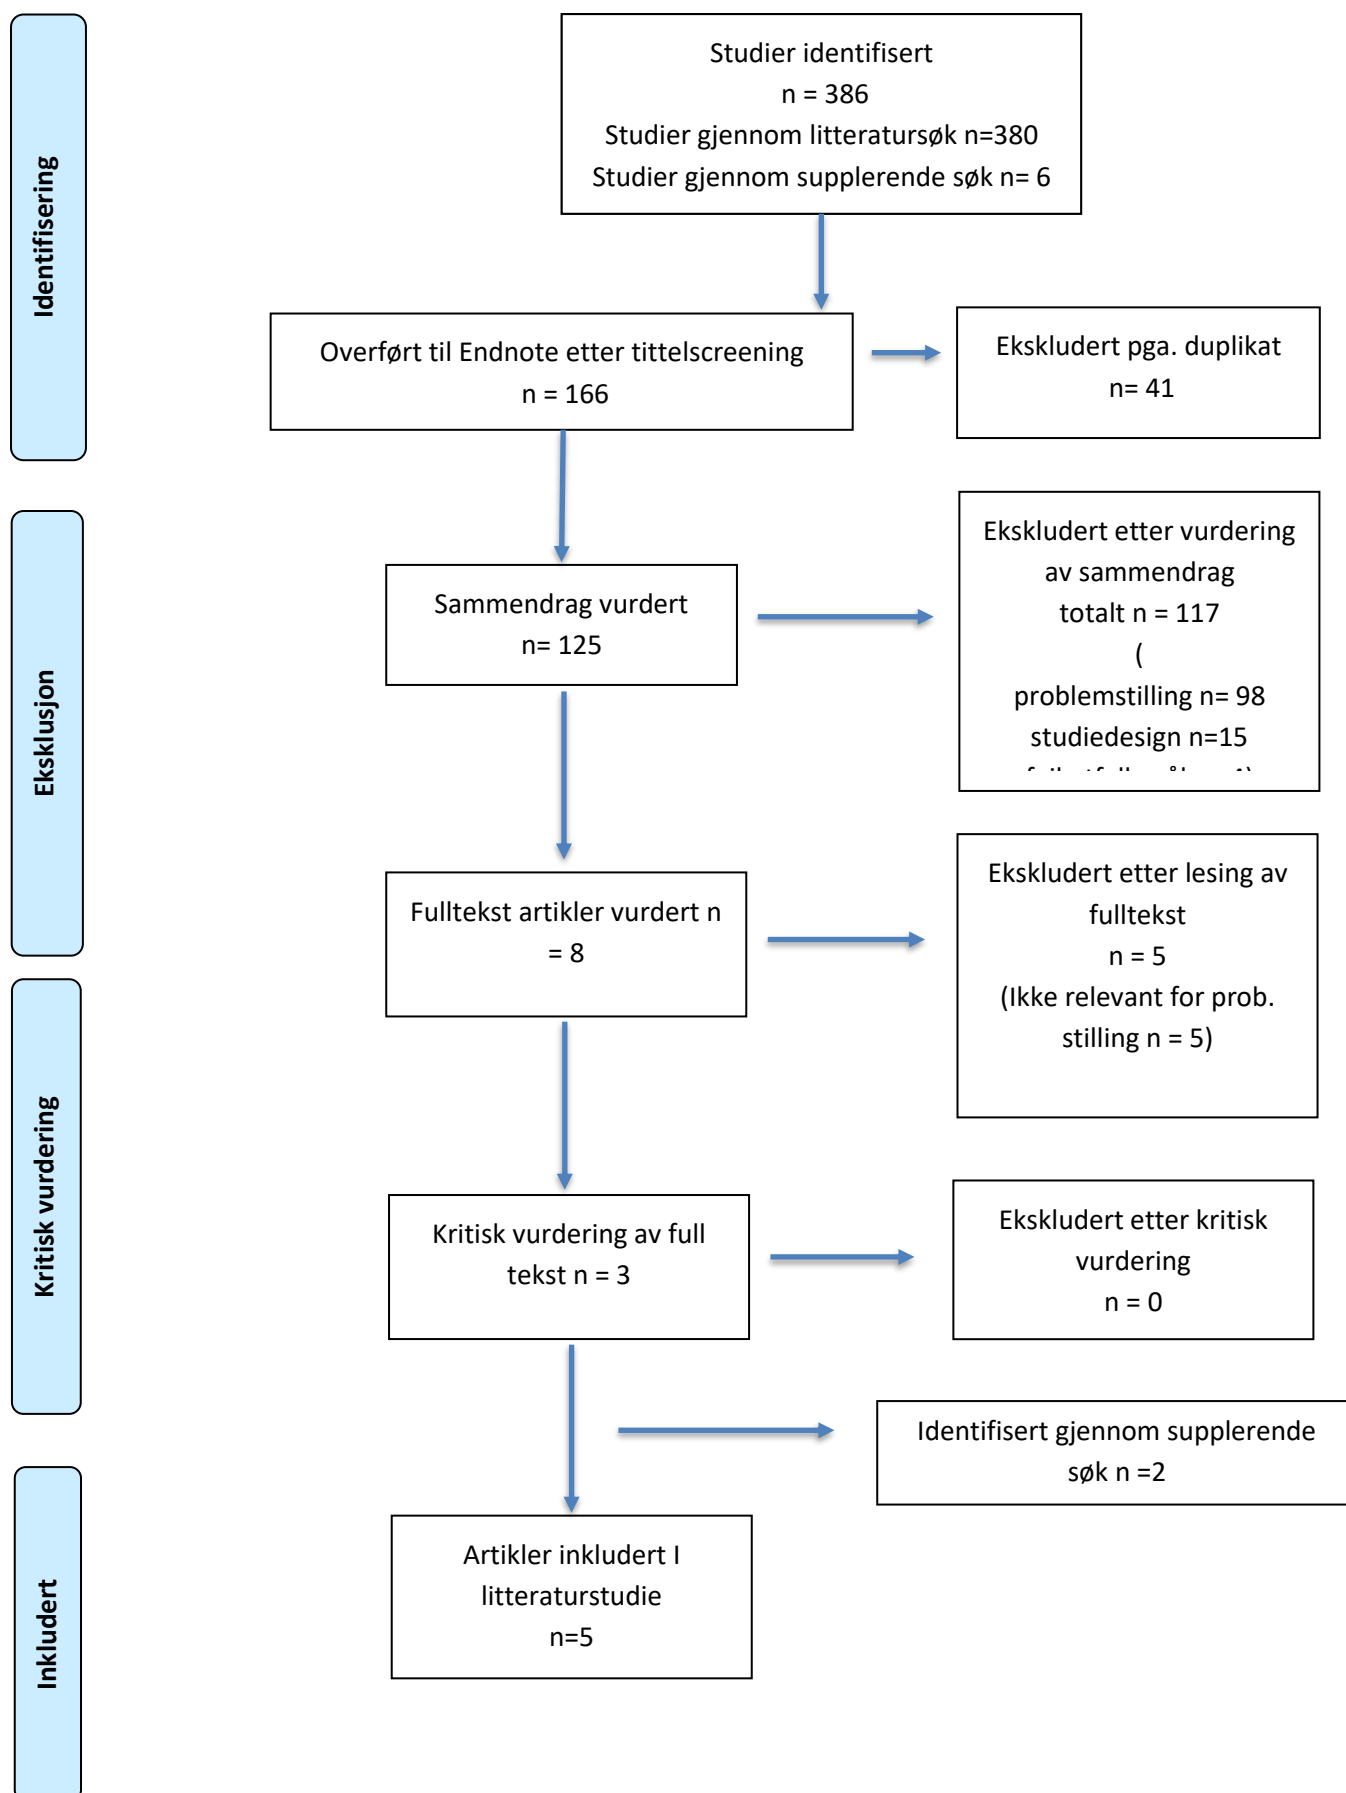 Identifisering
Studier identifisert
n = 386
Studier gjennom litteratursøk n=380
Studier gjennom supplerende søk n= 6
Overført til Endnote etter tittelscreening
n = 166
Ekskludert pga. duplikat
n= 41
Eksklusjon
Sammendrag vurdert
n= 125
Ekskludert etter vurdering
av sammendrag
totalt n = 117
(
problemstilling n= 98
studiedesign n=15
Fulltekst artikler vurdert n
= 8
Ekskludert etter lesing av
fulltekst
n = 5
(Ikke relevant for prob.
stilling n = 5)
Kritisk vurdering
Kritisk vurdering av full
tekst n = 3
Ekskludert etter kritisk
vurdering
n = 0
Identifisert gjennom supplerende
søk n =2
Inkludert
Artikler inkludert I
litteraturstudie
n=5